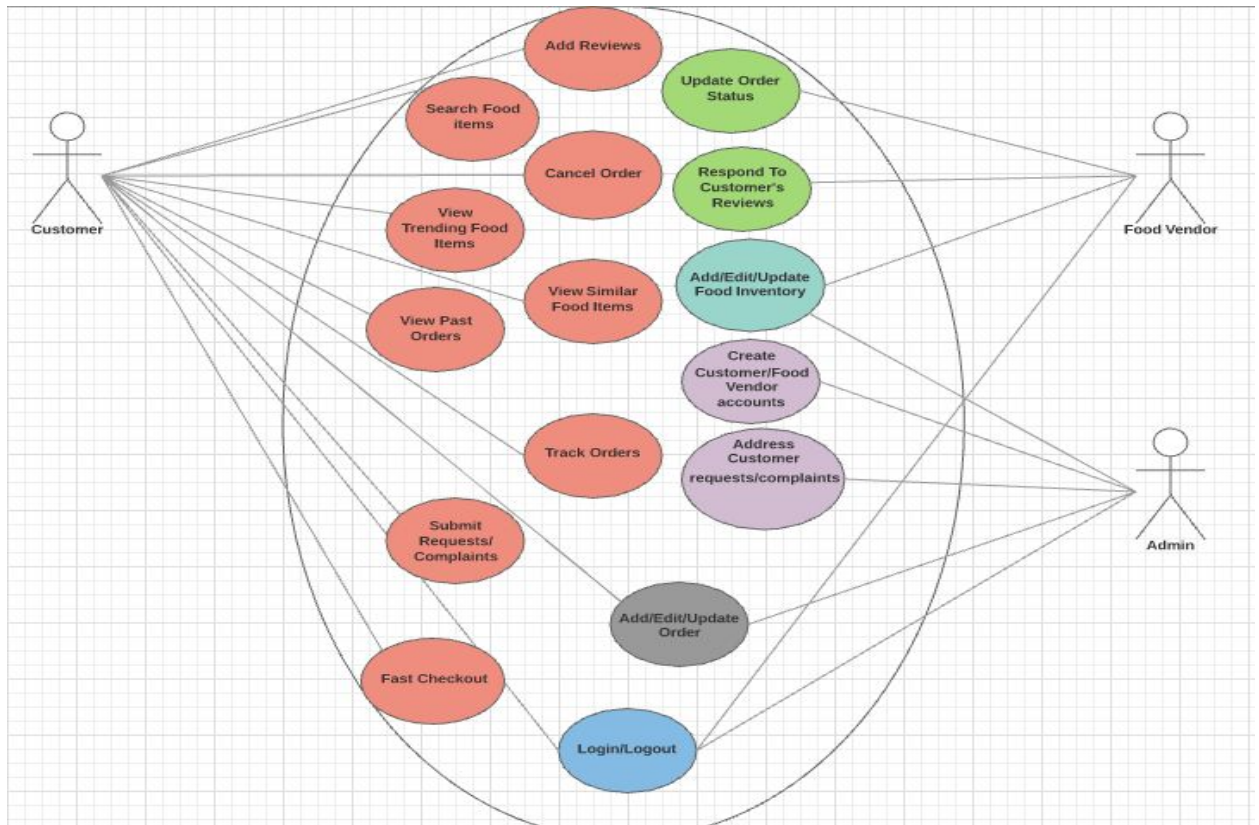 Add Reviews
Update Order
Status
Search Food
items
Cancel Order
Respond To
Customer's
Reviews
Customer
Food Vendor
View
Trending Food
Items
Add/Edit/Update
Food Inventory
View Similar
Food Items
View Past
Orders
Create
Customer/Food
Vendor
accounts
Track Orders
Address
Customer
requests/complaints
Submit
Requests/
Complaints
Admin
Add/Edit/Update
Order
Fast Checkout
Login/Logout